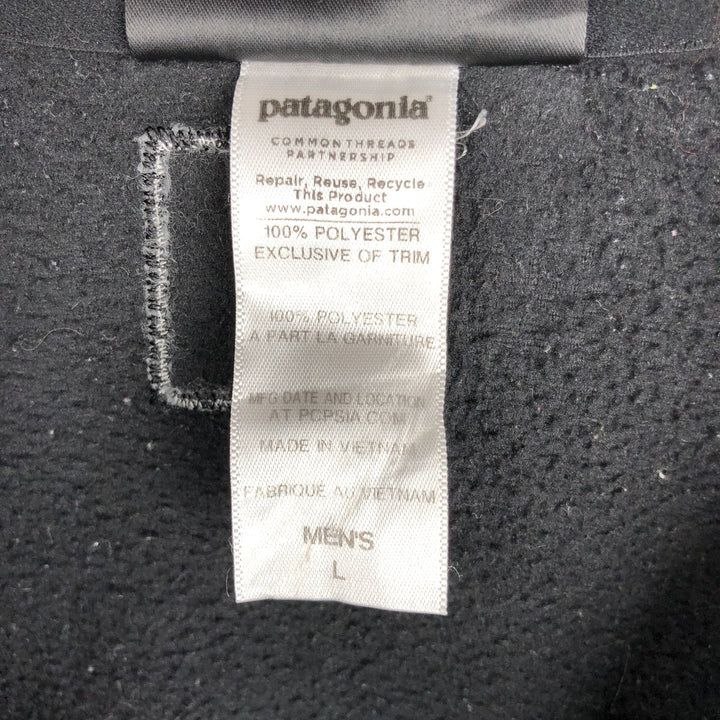 patagonia®
COMMON THREADS
PARTNERSHIP
Repair, Reuse, Recycle
This Product
www.patagonia.com
100% POLYESTER
EXCLUSIVE OF TRIM
100% POLYESTER
A PART LA GARNITURE
MFG DATE AND LOCATION
AT PCPSIA.COM
MADE IN VIETNAM
FABRIQUE AU VIETNAM
MEN'S
L